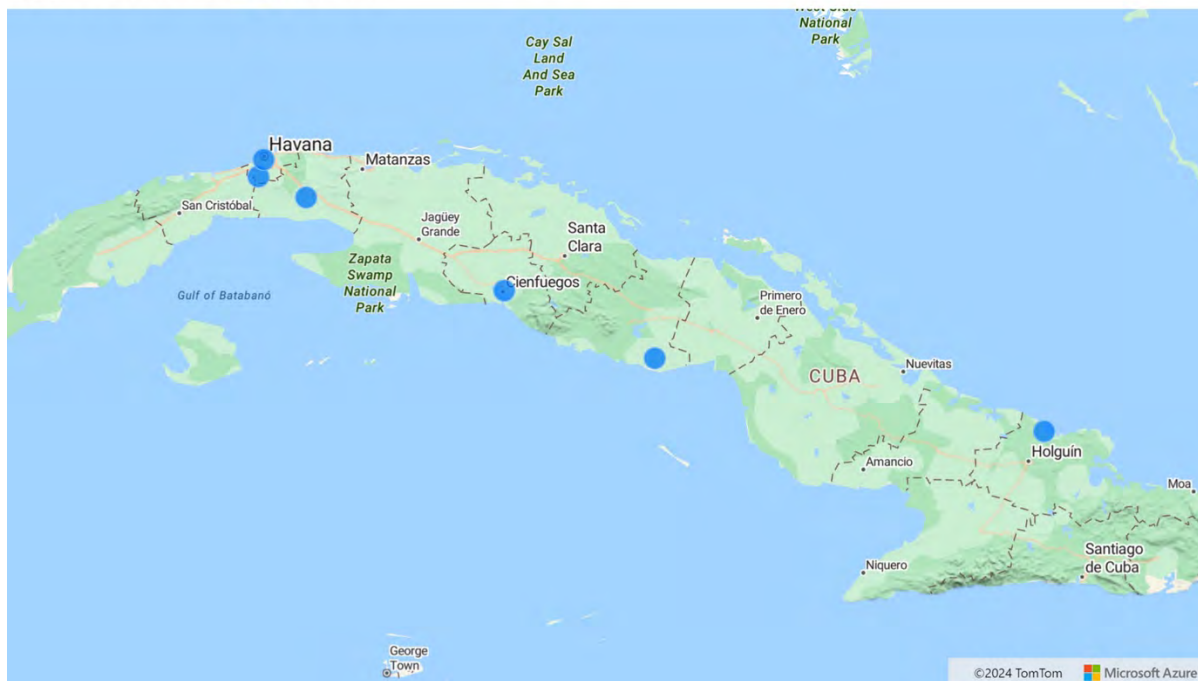 West Side
National
Park
Cay Sal
Land
And Sea
Park
Havana
Matanzas
San Cristóbal
Jagüey
Grande
Santa
Clara
Zapata
Swamp
National
Park
Cienfuegos
Gulf of Batabanó
Primero
de Enero
CUBA
Nuevitas
Amancio
Holguín
Moa
Santiago
de Cuba
Niquero
George
Town
©2024 TomTom
Microsoft Azure